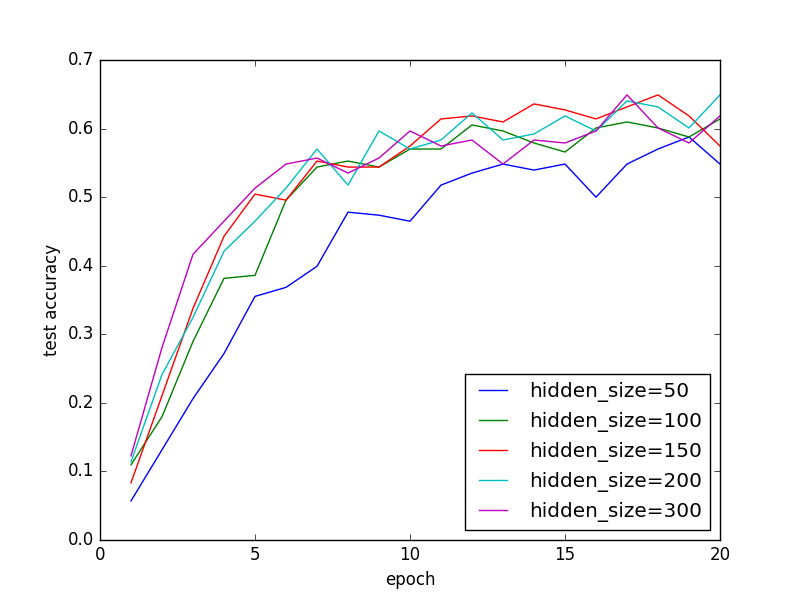 0.7
0.6
0.5
0.4
0.3
0.2
0.1
0.0
test accuracy
0 5 10 15 20
epoch
hidden_size=50
hidden_size=100
hidden_size=150
hidden_size=200
hidden_size=300